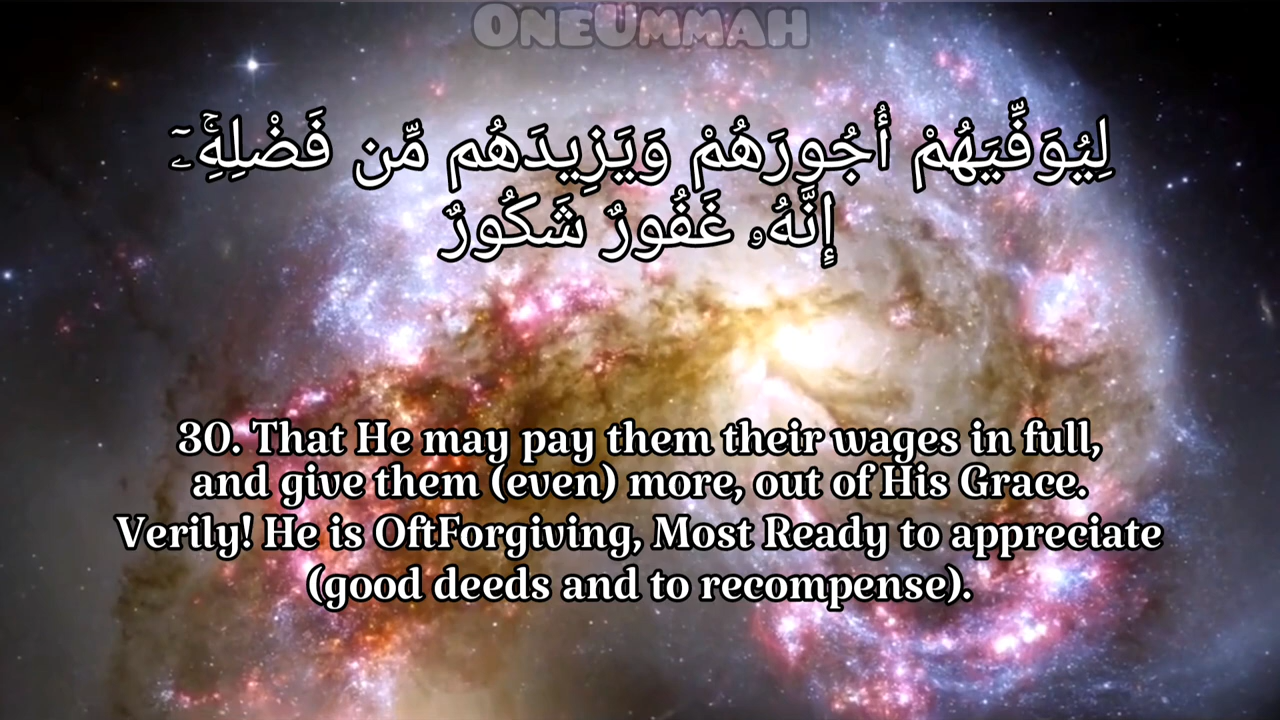 OneUmmah
لِيُوَفِّيَهُمْ أُجُورَهُمْ وَيَزِيدَهُم مِّن فَضْلِهِۦٓ ۚ
إِنَّهُۥ غَفُورٌ شَكُورٌ
30. That He may pay them their wages in full,
and give them (even) more, out of His Grace.
Verily! He is OftForgiving, Most Ready to appreciate
(good deeds and to recompense).